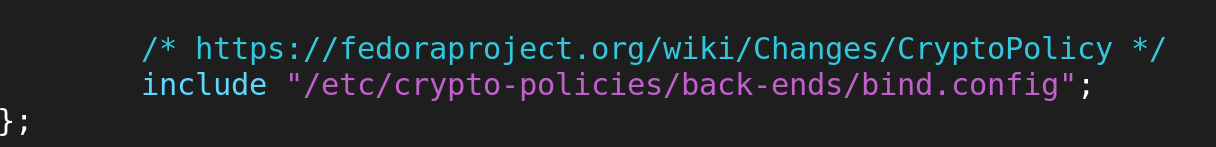 /* https://fedoraproject.org/wiki/Changes/CryptoPolicy */
include "/etc/crypto-policies/back-ends/bind.config";
};